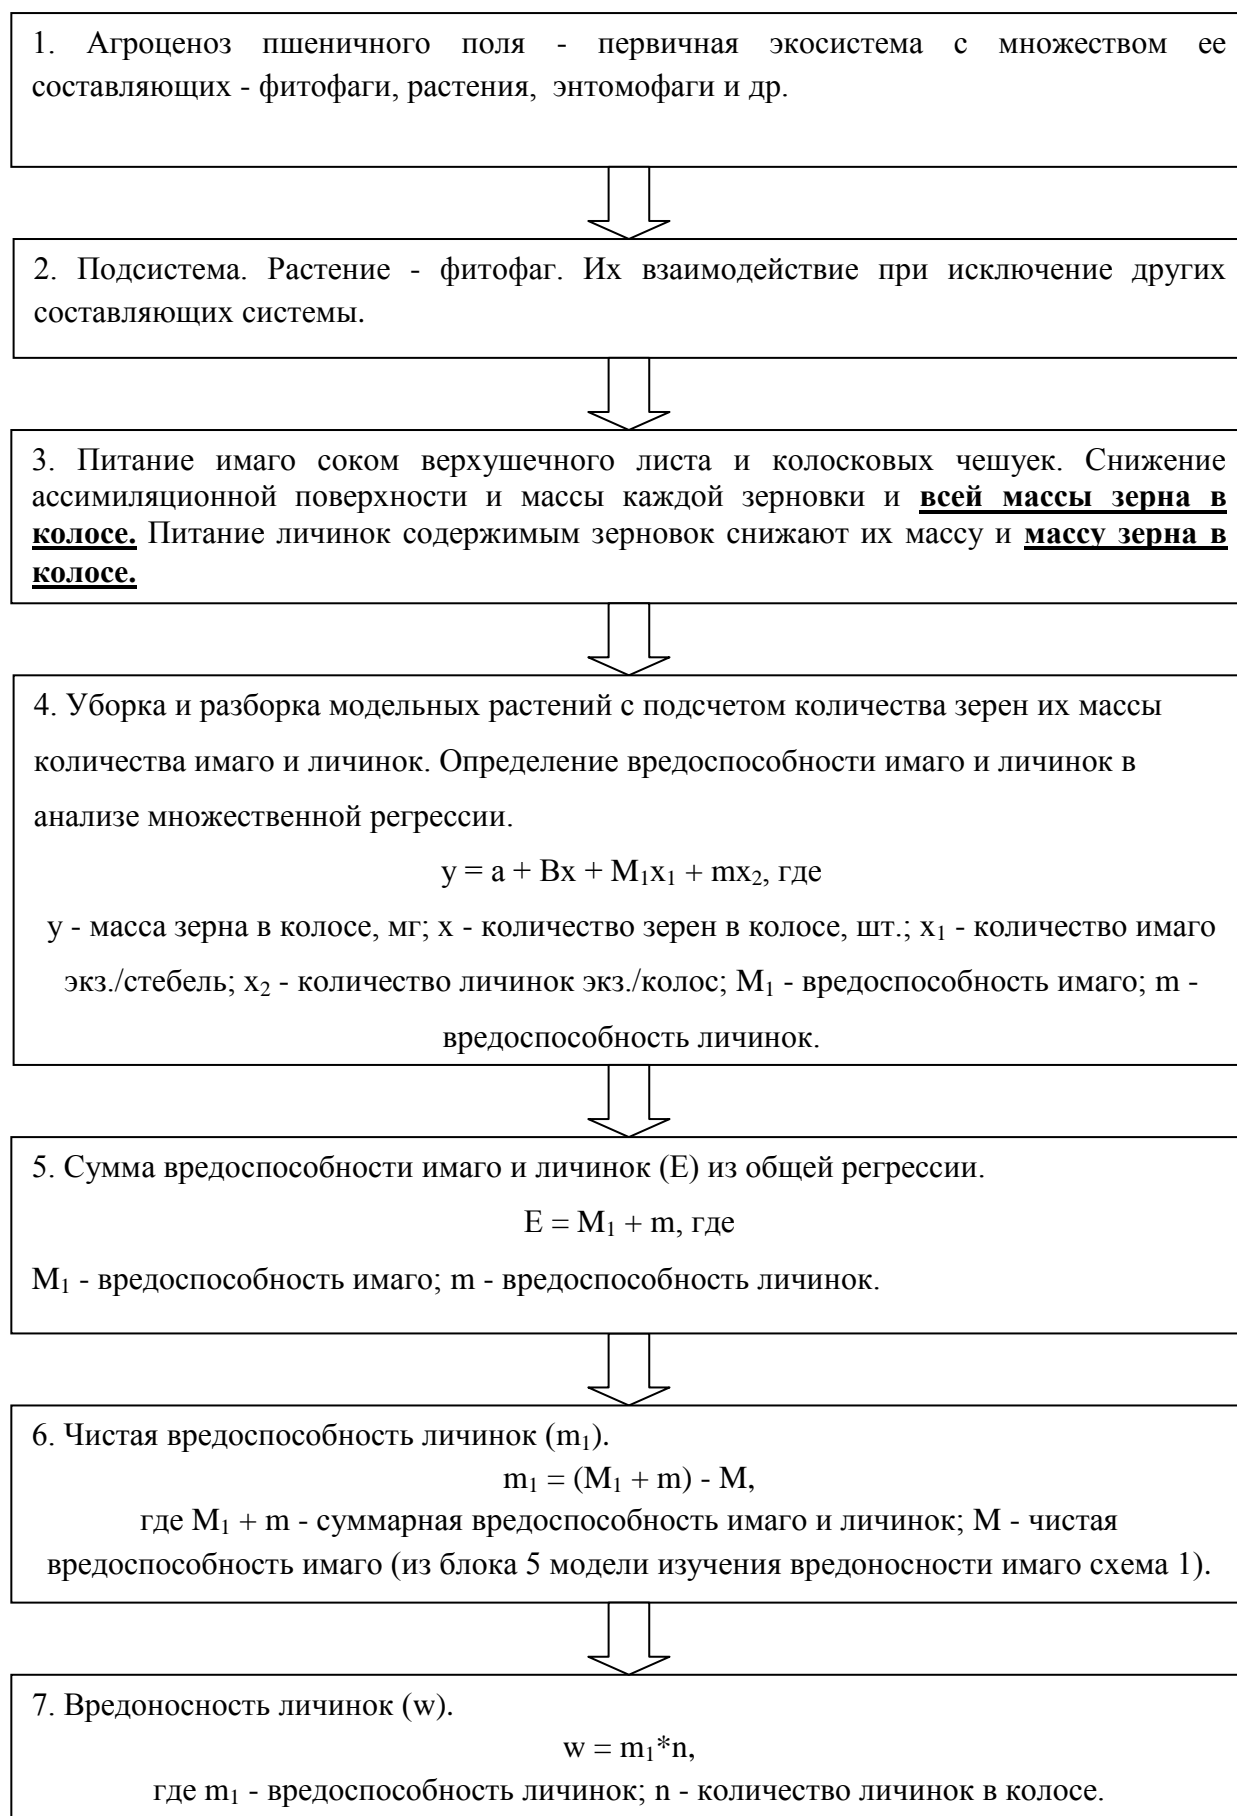 1. Агроценоз пшеничного поля - первичная экосистема с множеством ее
составляющих - фитофаги, растения, энтомофаги и др.
2. Подсистема. Растение - фитофаг. Их взаимодействие при исключение других
составляющих системы.
3. Питание имаго соком верхушечного листа и колосковых чешуек. Снижение
ассимиляционной поверхности и массы каждой зерновки и всей массы зерна в
колосе. Питание личинок содержимым зерновок снижают их массу и массу зерна в
колосе.
4. Уборка и разборка модельных растений с подсчетом количества зерен их массы
количества имаго и личинок. Определение вредоспособности имаго и личинок в
анализе множественной регрессии.
y = a + Bx + M₁x₁ + mx₂, где
y - масса зерна в колосе, мг; x - количество зерен в колосе, шт.; x₁ - количество имаго
экз./стебель; x₂ - количество личинок экз./колос; M₁ - вредоспособность имаго; m -
вредоспособность личинок.
5. Сумма вредоспособности имаго и личинок (E) из общей регрессии.
E = M₁ + m, где
M₁ - вредоспособность имаго; m - вредоспособность личинок.
6. Чистая вредоспособность личинок (m₁).
m₁ = (M₁ + m) - M,
где M₁ + m - суммарная вредоспособность имаго и личинок; M - чистая
вредоспособность имаго (из блока 5 модели изучения вредоносности имаго схема 1).
7. Вредоносность личинок (w).
w = m₁*n,
где m₁ - вредоспособность личинок; n - количество личинок в колосе.